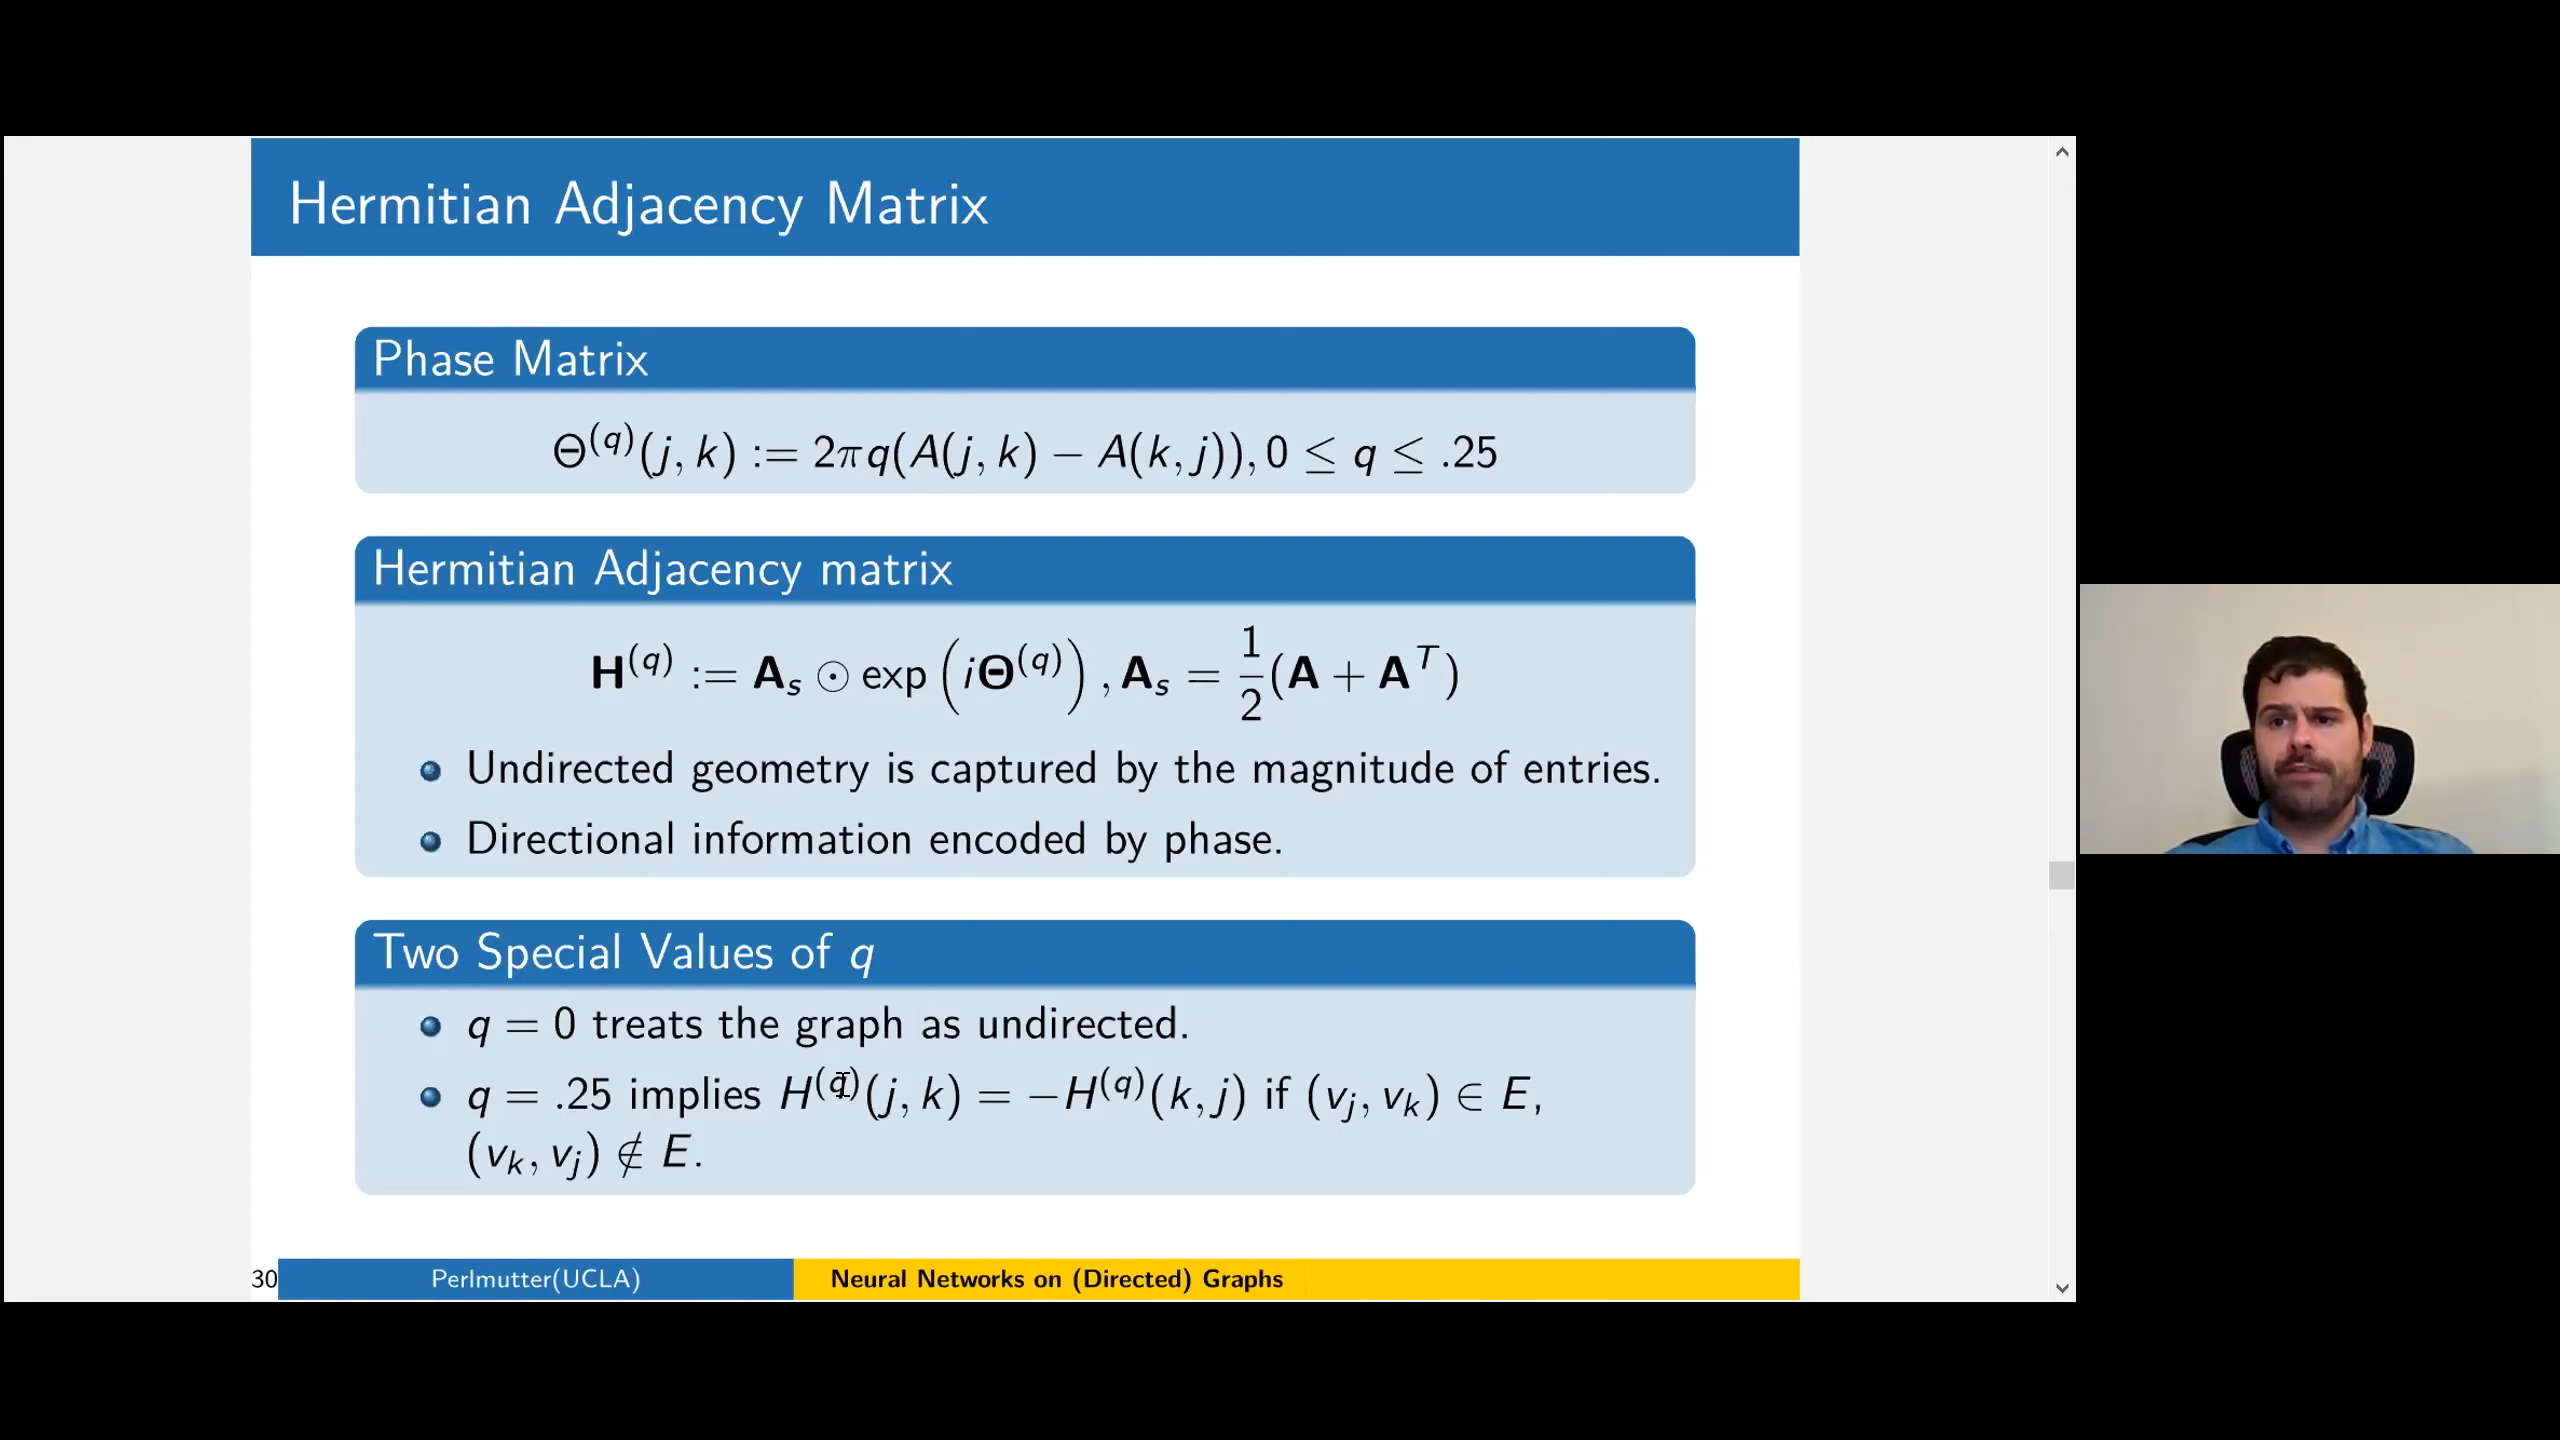 Hermitian Adjacency Matrix
Phase Matrix
Θ^(q)(j, k) := 2πq(A(j, k) − A(k, j)), 0 ≤ q ≤ .25
Hermitian Adjacency matrix
H^(q) := A_s ⊙ exp(iΘ^(q)), A_s = 1/2(A + A^T)
Undirected geometry is captured by the magnitude of entries.
Directional information encoded by phase.
Two Special Values of q
q = 0 treats the graph as undirected.
q = .25 implies H^(q)(j, k) = −H^(q)(k, j) if (v_j, v_k) ∈ E,
(v_k, v_j) ∉ E.
30 Perlmutter(UCLA) Neural Networks on (Directed) Graphs